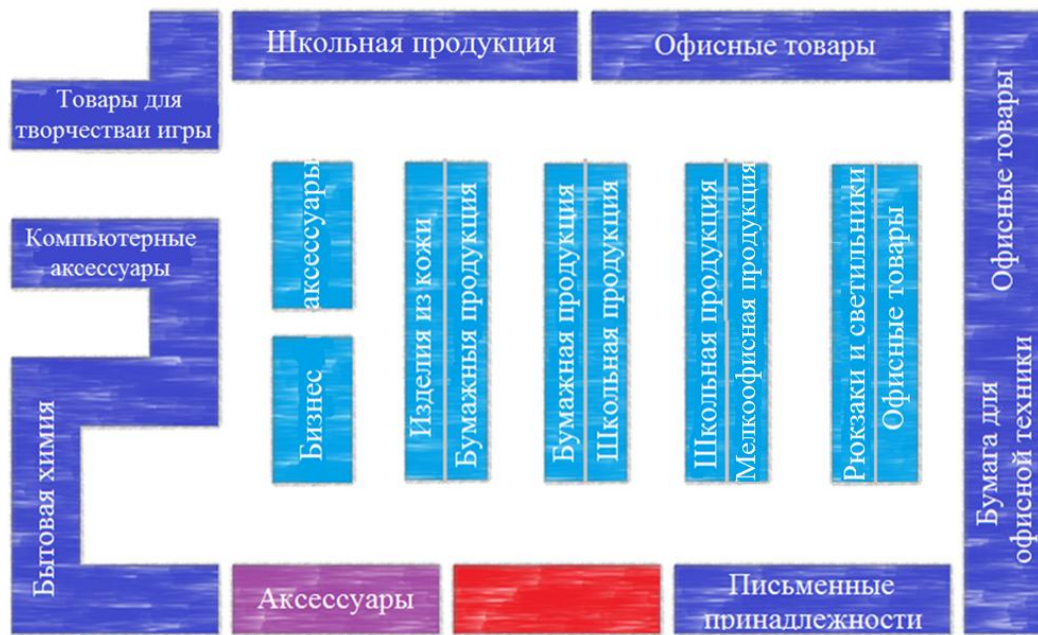 Школьная продукция
Офисные товары
Товары для
творчестваи игры
Компьютерные
аксессуары
Бытовая химия
аксессуары
Бизнес
Изделия из кожи
Бумажныя продукция
Бумажная продукция
Школьная продукция
Школьная продукция
Мелкоофисная продукция
Рюкзаки и светильники
Офисные товары
Офисные товары
Бумага для
офисной техники
Аксессуары
Письменные
принадлежности